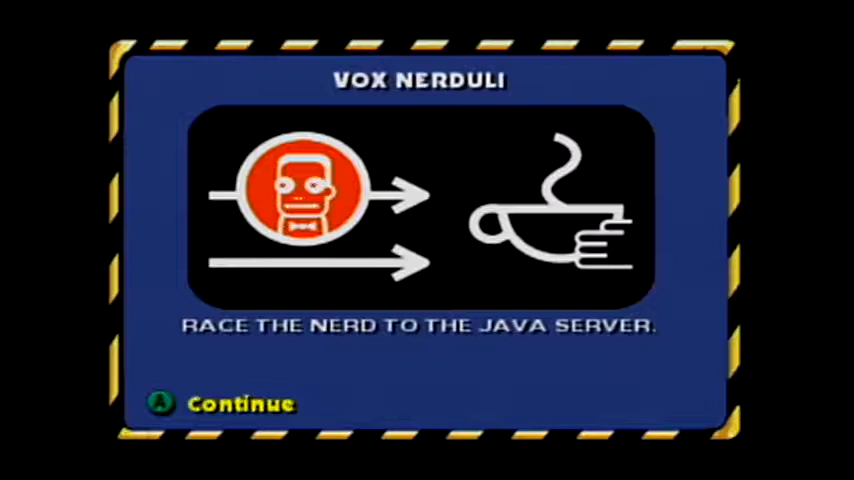 VOX NERDULI
RACE THE NERD TO THE JAVA SERVER.
A Continue